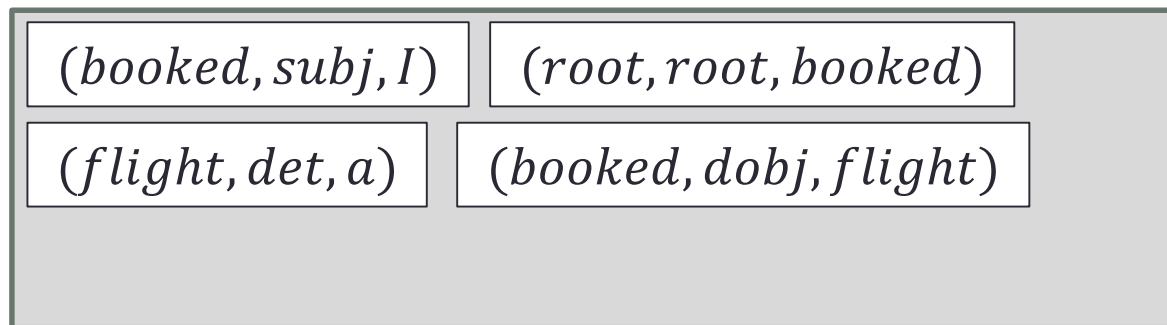 (booked, subj, I) (root, root, booked)
(flight, det, a) (booked, dobj, flight)